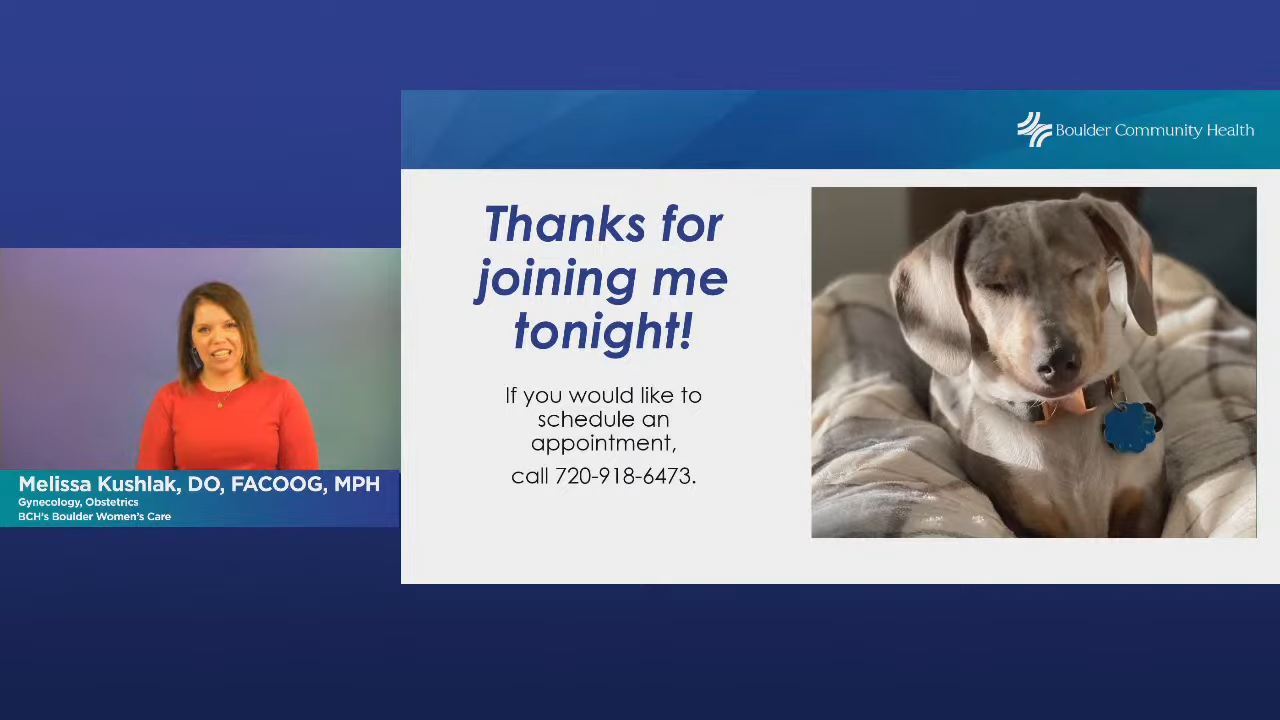 Boulder Community Health
Thanks for
joining me
tonight!
If you would like to
schedule an
appointment,
call 720-918-6473.
Melissa Kushlak, DO, FACOOG, MPH
Gynecology, Obstetrics
BCH's Boulder Women's Care